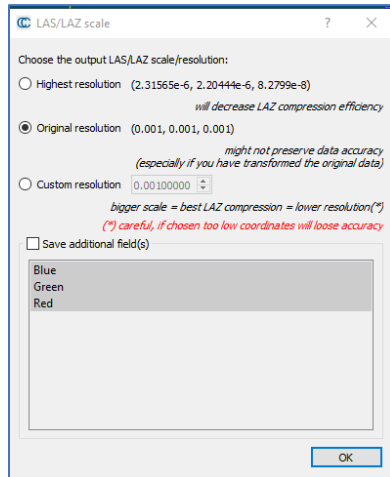 LAS/LAZ scale
Choose the output LAS/LAZ scale/resolution:
Highest resolution (2.31565e-6, 2.20444e-6, 8.2799e-8)
will decrease LAZ compression efficiency
Original resolution (0.001, 0.001, 0.001)
might not preserve data accuracy
(especially if you have transformed the original data)
Custom resolution 0.00100000
bigger scale = best LAZ compression = lower resolution(*)
(*) careful, if chosen too low coordinates will loose accuracy
Save additional field(s)
Blue
Green
Red
OK